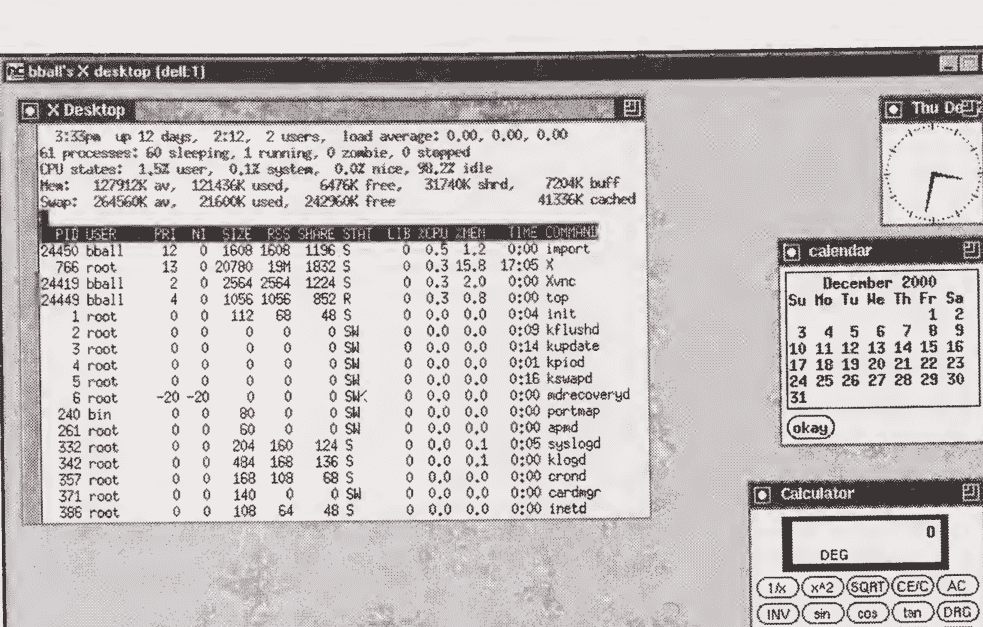 bball's X desktop [dell:1]
X Desktop
3:33pm up 12 days, 2:12, 2 users, load average: 0.00, 0.00, 0.00
61 processes: 60 sleeping, 1 running, 0 zombie, 0 stopped
CPU states: 1.5% user, 0.1% system, 0.0% nice, 98.2% idle
Mem: 127912K av, 121436K used, 6476K free, 31740K shrd, 7204K buff
Swap: 264560K av, 21600K used, 242960K free 41336K cached
PID USER PRI NI SIZE RSS SHARE STAT LIB %CPU %MEM TIME COMMAND
24450 bball 12 0 1608 1608 1196 S 0 0.5 1.2 0:00 import
766 root 13 0 20780 19M 1832 S 0 0.3 15.8 17:05 X
24419 bball 2 0 2564 2564 1224 S 0 0.3 2.0 0:00 Xvnc
24449 bball 4 0 1056 1056 852 R 0 0.3 0.8 0:00 top
1 root 0 0 112 68 48 S 0 0.0 0.0 0:04 init
2 root 0 0 0 0 0 SW 0 0.0 0.0 0:09 kflushd
3 root 0 0 0 0 0 SW 0 0.0 0.0 0:14 kupdate
4 root 0 0 0 0 0 SW 0 0.0 0.0 0:01 kpiod
5 root 0 0 0 0 0 SW 0 0.0 0.0 0:16 kswapd
6 root -20 -20 0 0 0 SW< 0 0.0 0.0 0:00 mdrecoveryd
240 bin 0 0 80 0 0 SW 0 0.0 0.0 0:00 portmap
261 root 0 0 60 0 0 SW 0 0.0 0.0 0:00 apmd
332 root 0 0 204 160 124 S 0 0.0 0.1 0:05 syslogd
342 root 0 0 484 168 136 S 0 0.0 0.1 0:00 klogd
357 root 0 0 168 108 68 S 0 0.0 0.0 0:00 crond
371 root 0 0 140 0 0 SW 0 0.0 0.0 0:00 cardmgr
386 root 0 0 108 64 48 S 0 0.0 0.0 0:00 inetd
Thu
calendar
December 2000
Su Mo Tu We Th Fr Sa
1 2
3 4 5 6 7 8 9
10 11 12 13 14 15 16
17 18 19 20 21 22 23
24 25 26 27 28 29 30
31
okay
Calculator
0
DEG
1/x x^2 SQRT CE/C AC
INV sin cos tan DRG